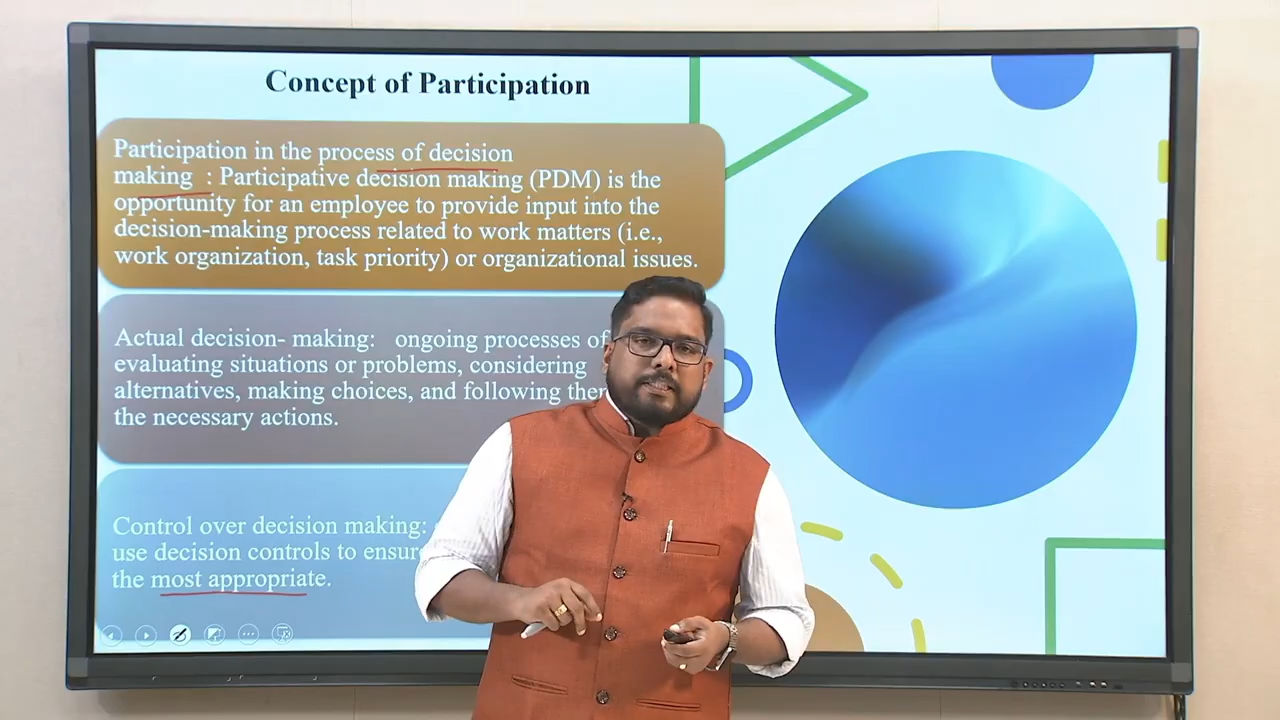 Concept of Participation
Participation in the process of decision
making : Participative decision making (PDM) is the
opportunity for an employee to provide input into the
decision-making process related to work matters (i.e.,
work organization, task priority) or organizational issues.
Actual decision- making: ongoing processes of
evaluating situations or problems, considering
alternatives, making choices, and following
the necessary actions.
Control over decision making:
use decision controls to
the most appropriate.